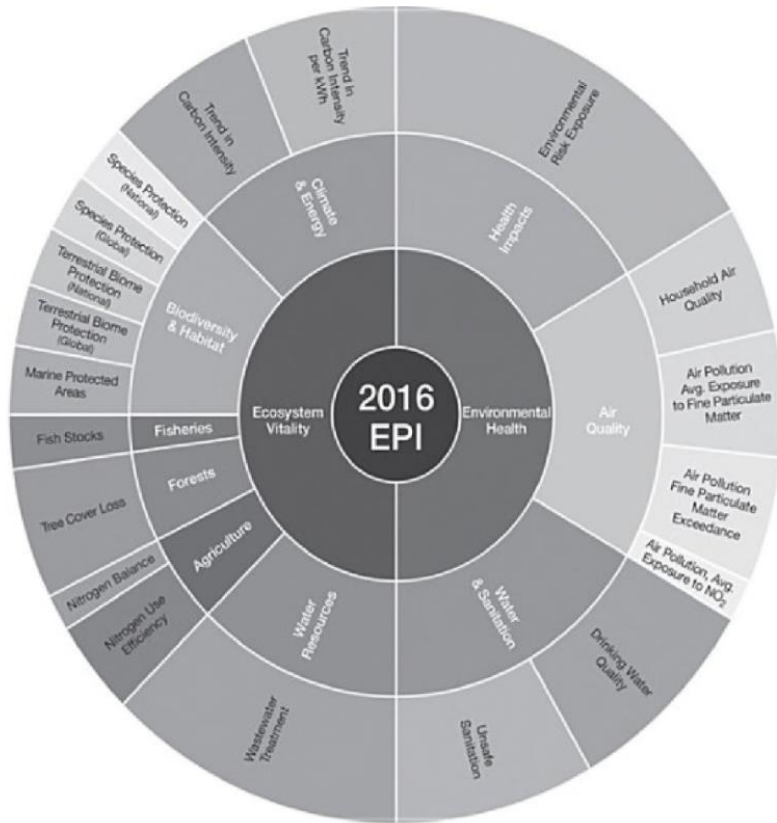 2016
EPI
Ecosystem
Vitality
Environmental
Health
Climate
& Energy
Biodiversity
& Habitat
Fisheries
Forests
Agriculture
Water
Resources
Health
Impacts
Air
Quality
Water
& Sanitation
Trend in
Carbon Intensity
per kWh
Trend in
Carbon Intensity
Species Protection
(National)
Species Protection
(Global)
Terrestrial Biome
Protection
(National)
Terrestrial Biome
Protection
(Global)
Marine Protected
Areas
Fish Stocks
Tree Cover Loss
Nitrogen Balance
Nitrogen Use
Efficiency
Wastewater
Treatment
Environmental
Risk Exposure
Household Air
Quality
Air Pollution
Avg. Exposure
to Fine Particulate
Matter
Air Pollution
Fine Particulate
Matter
Exceedance
Air Pollution, Avg.
Exposure to NO₂
Drinking Water
Quality
Unsafe
Sanitation